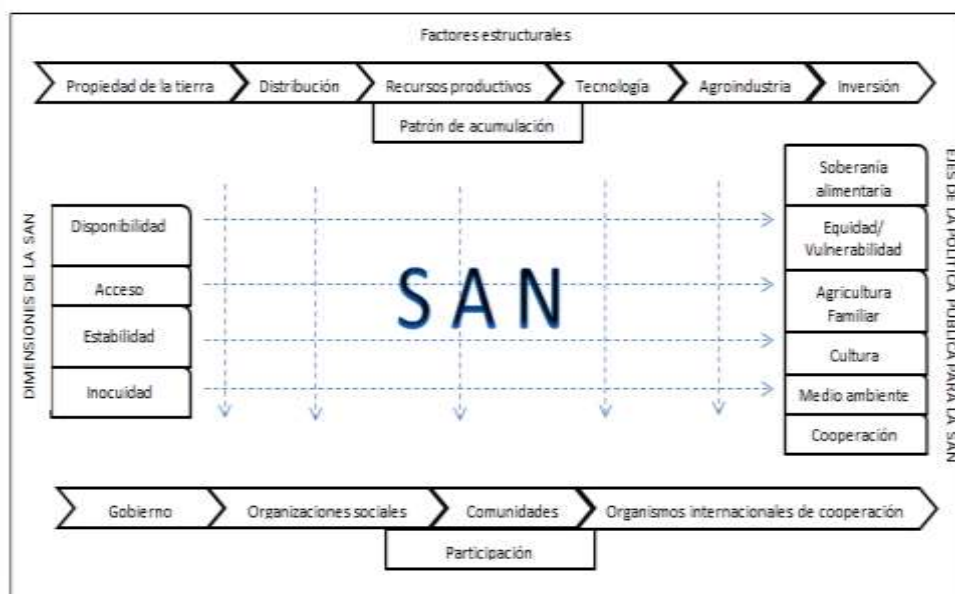 Factores estructurales
Propiedad de la tierra
Distribución
Recursos productivos
Tecnología
Agroindustria
Inversión
Patrón de acumulación
DIMENSIONES DE LA SAN
Disponibilidad
Acceso
Estabilidad
Inocuidad
SAN
Soberanía
alimentaria
Equidad/
Vulnerabilidad
Agricultura
Familiar
Cultura
Medio ambiente
Cooperación
EJES DE LA POLÍTICA PÚBLICA PARA LA SAN
Gobierno
Organizaciones sociales
Comunidades
Organismos internacionales de cooperación
Participación